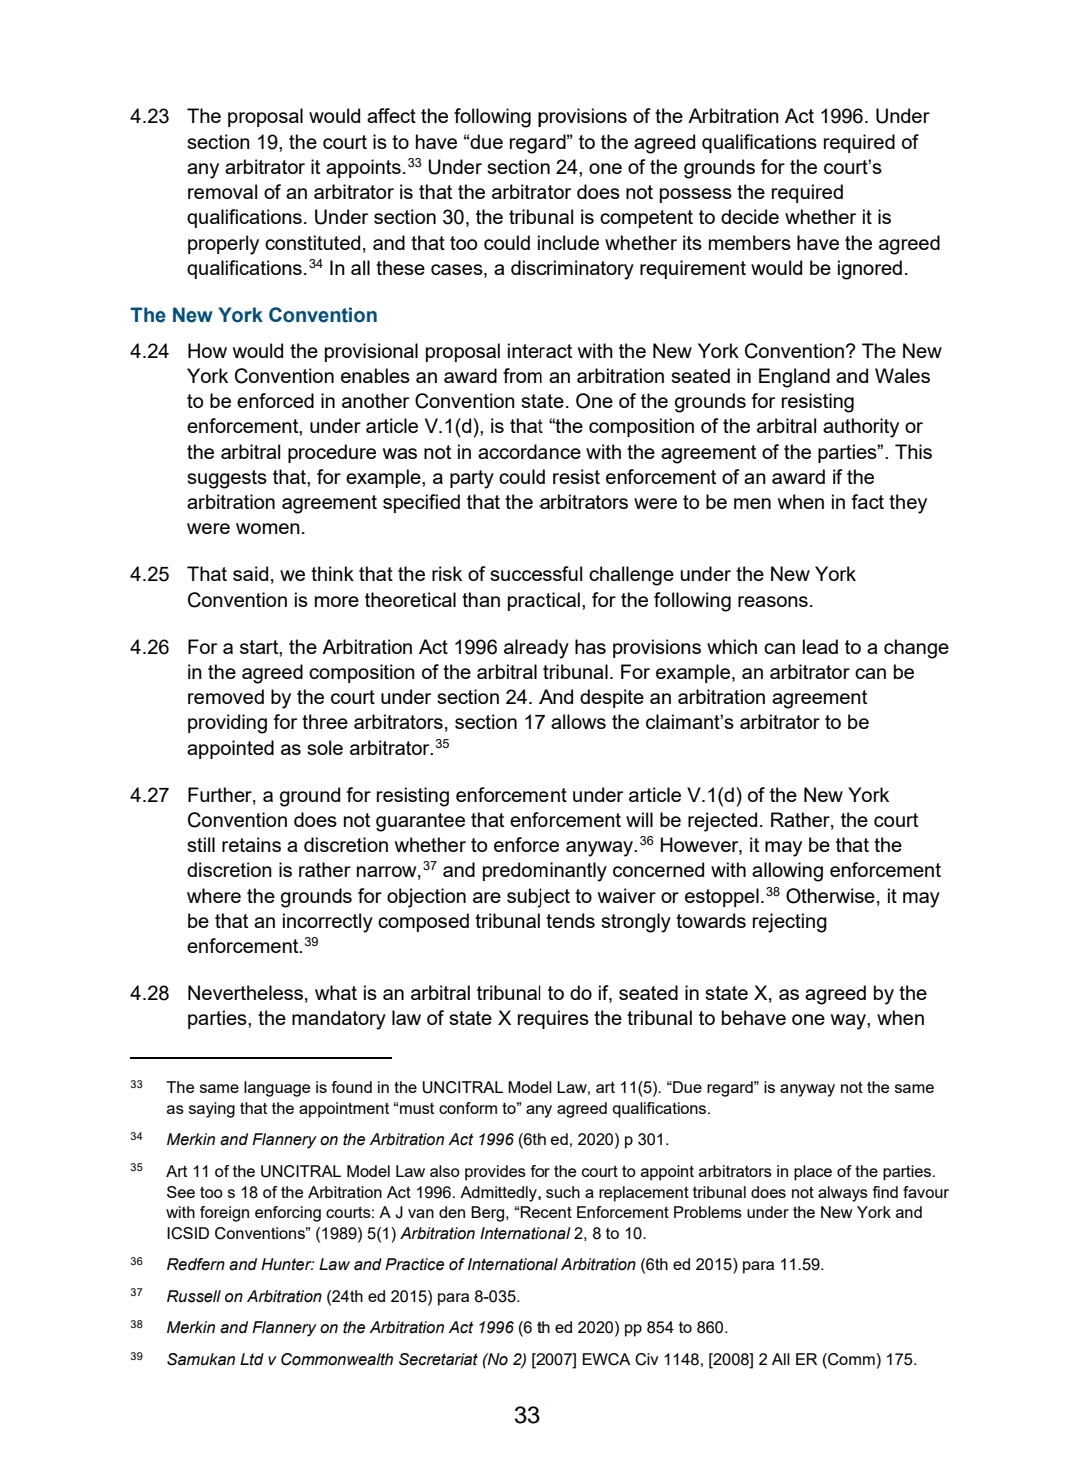 4.23 The proposal would affect the following provisions of the Arbitration Act 1996. Under
section 19, the court is to have “due regard” to the agreed qualifications required of
any arbitrator it appoints.33 Under section 24, one of the grounds for the court’s
removal of an arbitrator is that the arbitrator does not possess the required
qualifications. Under section 30, the tribunal is competent to decide whether it is
properly constituted, and that too could include whether its members have the agreed
qualifications.34 In all these cases, a discriminatory requirement would be ignored.
The New York Convention
4.24 How would the provisional proposal interact with the New York Convention? The New
York Convention enables an award from an arbitration seated in England and Wales
to be enforced in another Convention state. One of the grounds for resisting
enforcement, under article V.1(d), is that “the composition of the arbitral authority or
the arbitral procedure was not in accordance with the agreement of the parties”. This
suggests that, for example, a party could resist enforcement of an award if the
arbitration agreement specified that the arbitrators were to be men when in fact they
were women.
4.25 That said, we think that the risk of successful challenge under the New York
Convention is more theoretical than practical, for the following reasons.
4.26 For a start, the Arbitration Act 1996 already has provisions which can lead to a change
in the agreed composition of the arbitral tribunal. For example, an arbitrator can be
removed by the court under section 24. And despite an arbitration agreement
providing for three arbitrators, section 17 allows the claimant’s arbitrator to be
appointed as sole arbitrator.35
4.27 Further, a ground for resisting enforcement under article V.1(d) of the New York
Convention does not guarantee that enforcement will be rejected. Rather, the court
still retains a discretion whether to enforce anyway.36 However, it may be that the
discretion is rather narrow,37 and predominantly concerned with allowing enforcement
where the grounds for objection are subject to waiver or estoppel.38 Otherwise, it may
be that an incorrectly composed tribunal tends strongly towards rejecting
enforcement.39
4.28 Nevertheless, what is an arbitral tribunal to do if, seated in state X, as agreed by the
parties, the mandatory law of state X requires the tribunal to behave one way, when
33 The same language is found in the UNCITRAL Model Law, art 11(5). “Due regard” is anyway not the same
as saying that the appointment “must conform to” any agreed qualifications.
34 Merkin and Flannery on the Arbitration Act 1996 (6th ed, 2020) p 301.
35 Art 11 of the UNCITRAL Model Law also provides for the court to appoint arbitrators in place of the parties.
See too s 18 of the Arbitration Act 1996. Admittedly, such a replacement tribunal does not always find favour
with foreign enforcing courts: A J van den Berg, “Recent Enforcement Problems under the New York and
ICSID Conventions” (1989) 5(1) Arbitration International 2, 8 to 10.
36 Redfern and Hunter: Law and Practice of International Arbitration (6th ed 2015) para 11.59.
37 Russell on Arbitration (24th ed 2015) para 8-035.
38 Merkin and Flannery on the Arbitration Act 1996 (6 th ed 2020) pp 854 to 860.
39 Samukan Ltd v Commonwealth Secretariat (No 2) [2007] EWCA Civ 1148, [2008] 2 All ER (Comm) 175.
33